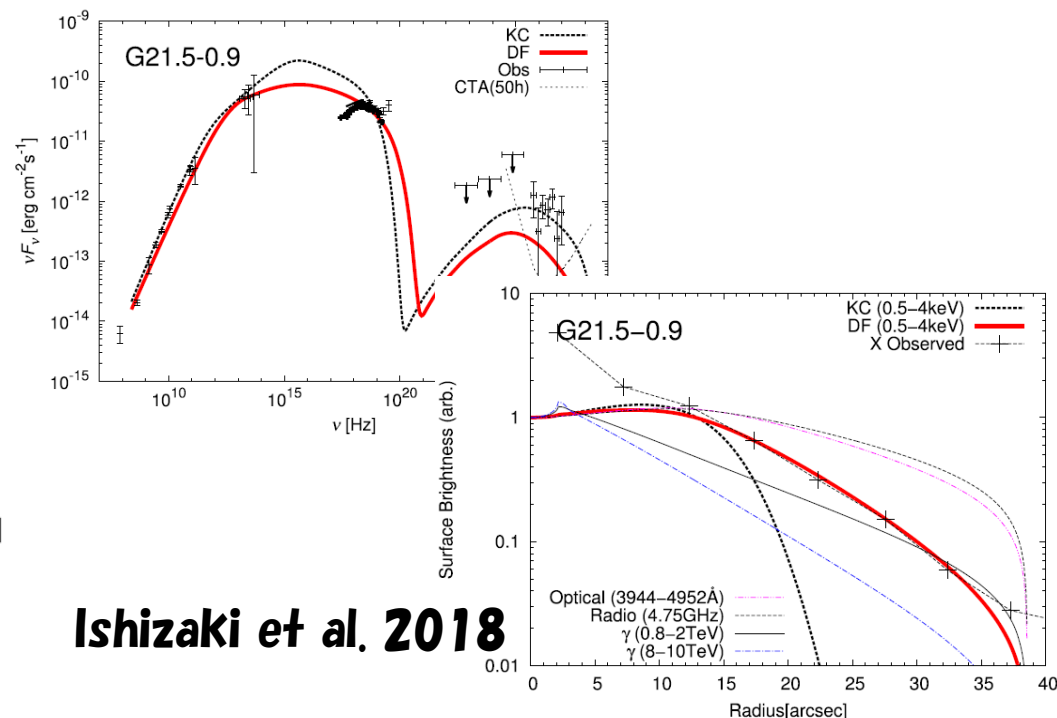 G21.5-0.9
KC
DF
Obs
CTA(50h)
10^-9
10^-10
10^-11
10^-12
10^-13
10^-14
10^-15
νFν [erg cm-2s-1]
10^10
10^15
10^20
ν [Hz]
G21.5-0.9
KC (0.5-4keV)
DF (0.5-4keV)
X Observed
10
1
0.1
0.01
Surface Brightness (arb.)
Optical (3944-4952Å)
Radio (4.75GHz)
γ (0.8-2TeV)
γ (8-10TeV)
0 5 10 15 20 25 30 35 40
Radius[arcsec]
Ishizaki et al. 2018